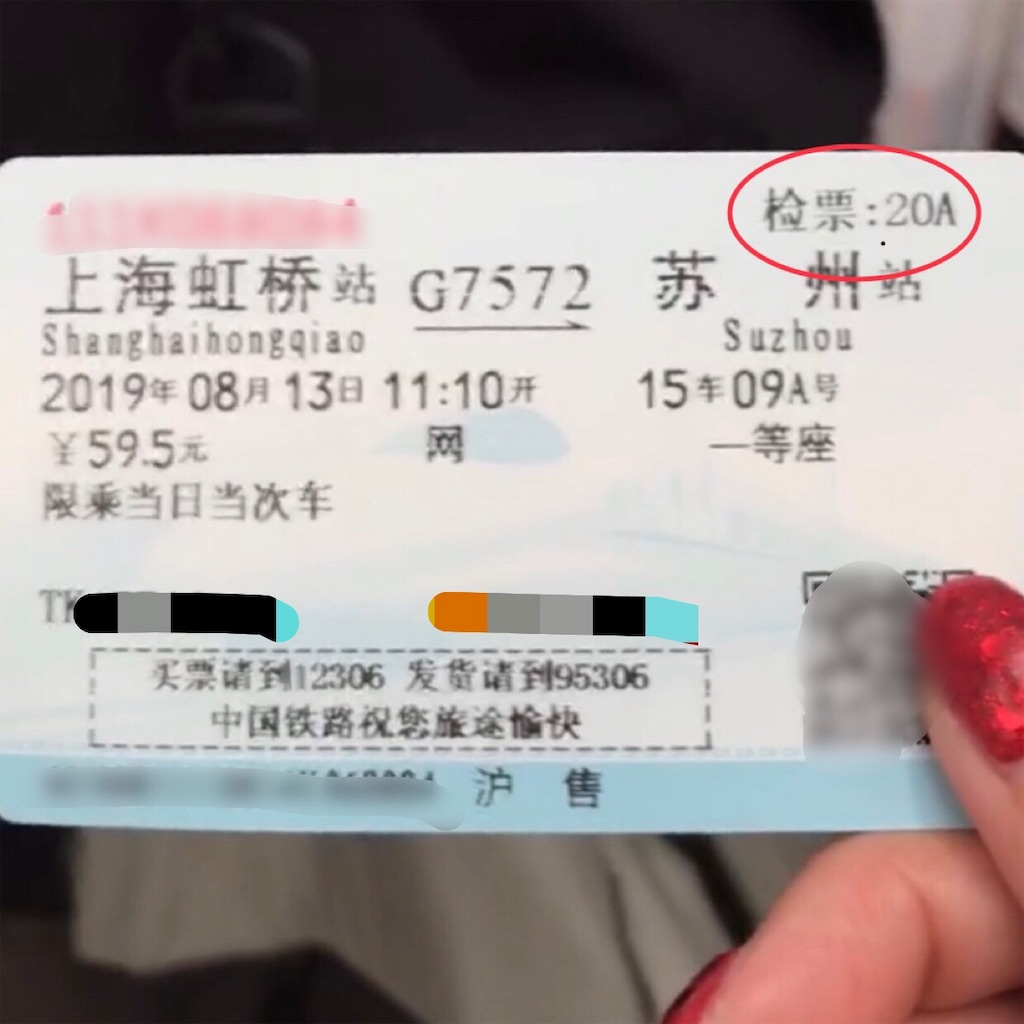 检票:20A
上海虹桥站 G7572 苏州站
Shanghaihongqiao Suzhou
2019年08月13日 11:10开 15车09A号
￥59.5元 网 一等座
限乘当日当次车
TK
买票请到12306 发货请到95306
中国铁路祝您旅途愉快
沪 售